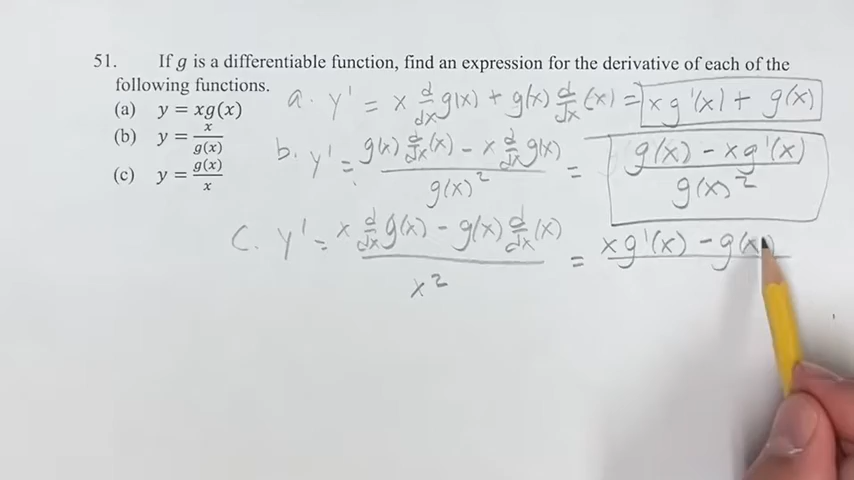 51. If g is a differentiable function, find an expression for the derivative of each of the
following functions.
(a) y = xg(x)
(b) y = x/g(x)
(c) y = g(x)/x
a. y' = x d/dx g(x) + g(x) d/dx (x) = xg'(x) + g(x)
b. y' = g(x) d/dx (x) - x d/dx g(x) / g(x)² = g(x) - xg'(x) / g(x)²
c. y' = x d/dx g(x) - g(x) d/dx (x) / x² = xg'(x) - g(x)